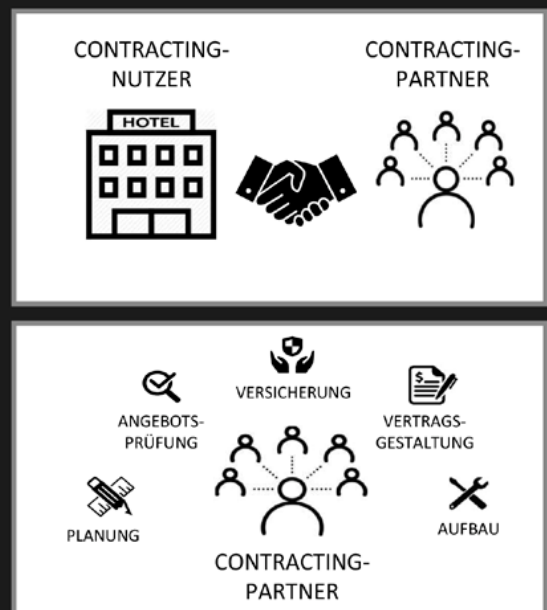 CONTRACTING-
NUTZER
CONTRACTING-
PARTNER
HOTEL
VERSICHERUNG
ANGEBOTS-
PRÜFUNG
VERTRAGS-
GESTALTUNG
PLANUNG
AUFBAU
CONTRACTING-
PARTNER